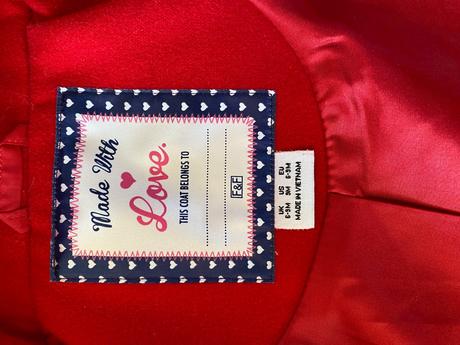 Made With
Love.
THIS COAT BELONGS TO
F&F
UK US EU
6-9M 9M 6-9M
MADE IN VIETNAM